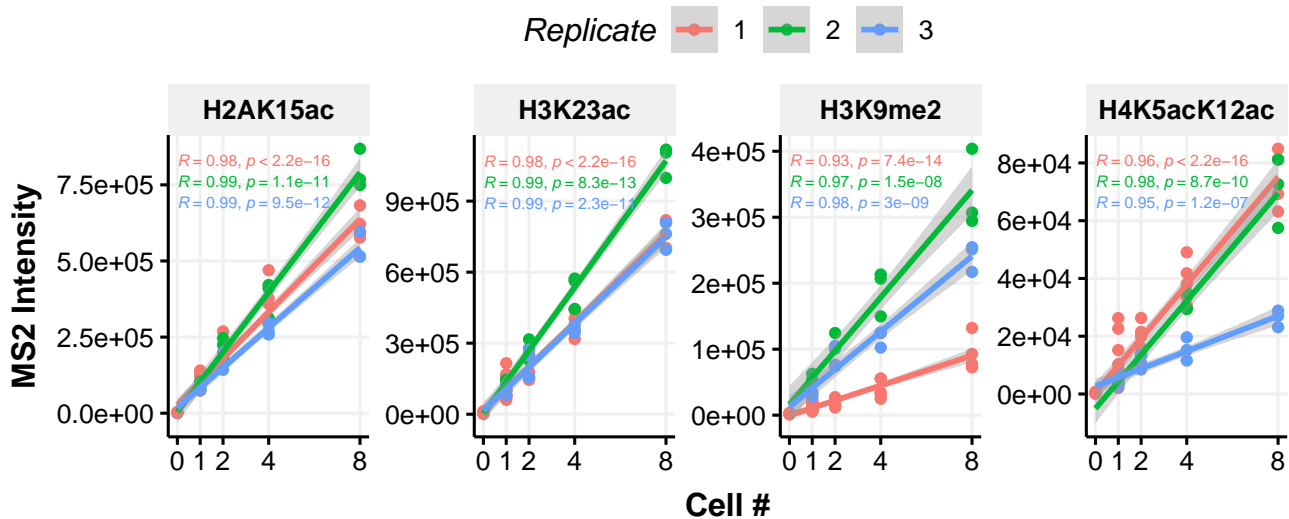 Replicate 1 2 3
H2AK15ac H3K23ac H3K9me2 H4K5acK12ac
MS2 Intensity
R = 0.98, p < 2.2e−16
R = 0.99, p = 1.1e−11
R = 0.99, p = 9.5e−12
7.5e+05
5.0e+05
2.5e+05
0.0e+00
0 1 2 4 8
R = 0.98, p < 2.2e−16
R = 0.99, p = 8.3e−13
R = 0.99, p = 2.3e−11
9e+05
6e+05
3e+05
0e+00
0 1 2 4 8
R = 0.93, p = 7.4e−14
R = 0.97, p = 1.5e−08
R = 0.98, p = 3e−09
4e+05
3e+05
2e+05
1e+05
0e+00
0 1 2 4 8
R = 0.96, p < 2.2e−16
R = 0.98, p = 8.7e−10
R = 0.95, p = 1.2e−07
8e+04
6e+04
4e+04
2e+04
0e+00
0 1 2 4 8
Cell #